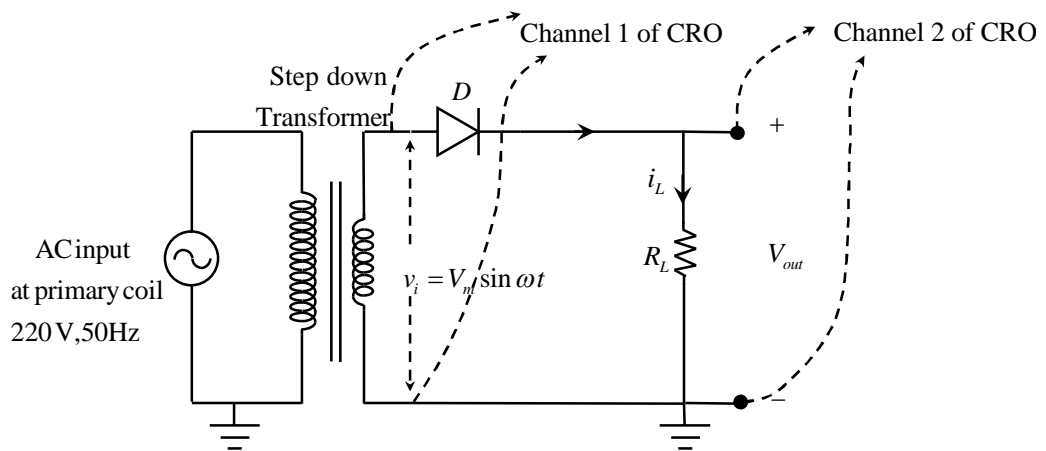 Channel 1 of CRO
Channel 2 of CRO
Step down
Transformer
D
+
i_L
AC input
at primary coil
220 V,50Hz
v_i = V_m sin ωt
R_L
V_out
−